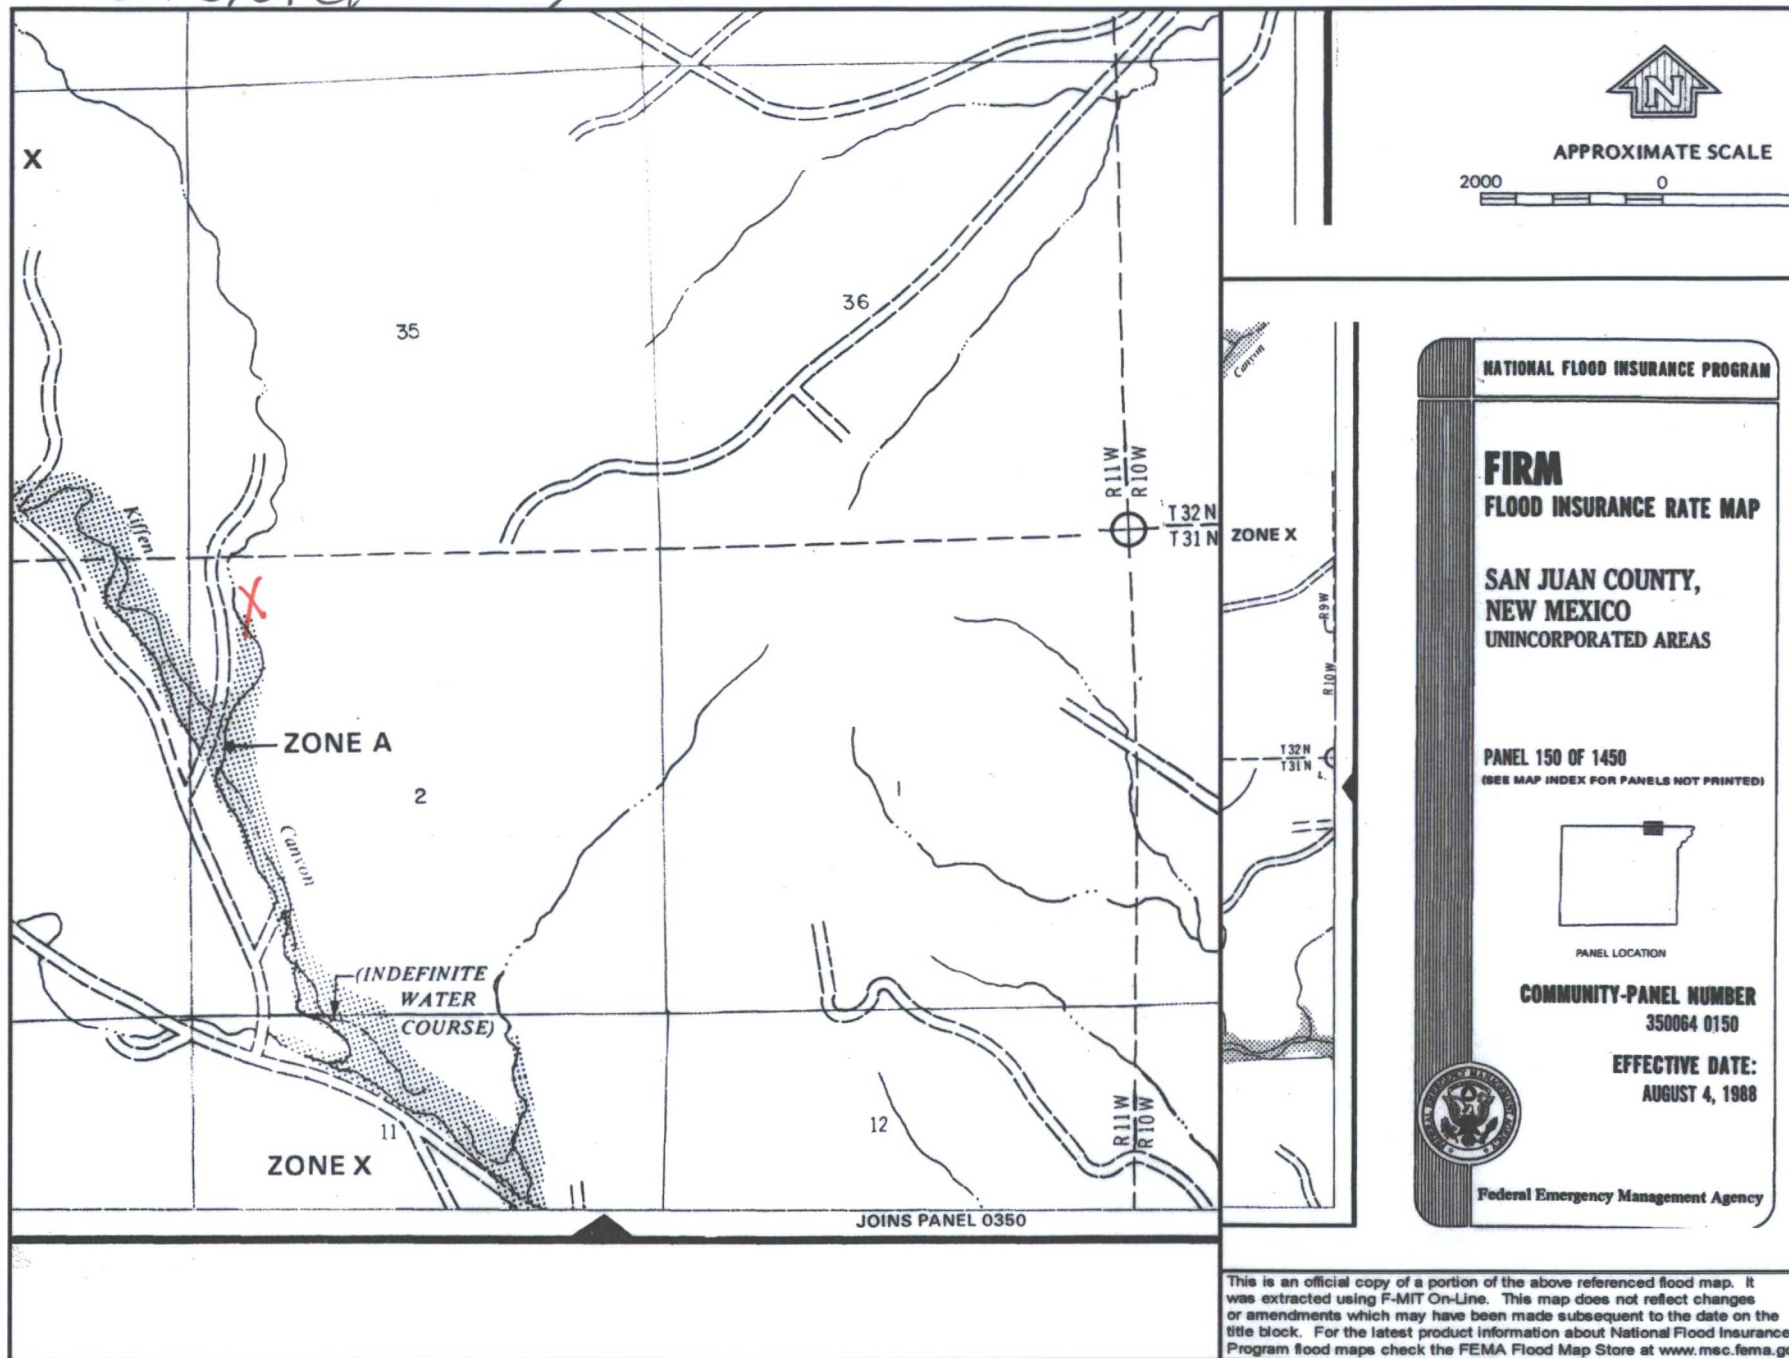 X
35
36
Kiffen
R11W
R10W
T32N
T31N
ZONE X
X
ZONE A
2
1
Canyon
(INDEFINITE
WATER
COURSE)
11
12
ZONE X
R11W
R10W
JOINS PANEL 0350
N
APPROXIMATE SCALE
2000 0
Canyon
R9W
R10W
T32N
T31N
NATIONAL FLOOD INSURANCE PROGRAM
FIRM
FLOOD INSURANCE RATE MAP
SAN JUAN COUNTY,
NEW MEXICO
UNINCORPORATED AREAS
PANEL 150 OF 1450
(SEE MAP INDEX FOR PANELS NOT PRINTED)
PANEL LOCATION
COMMUNITY-PANEL NUMBER
350064 0150
EFFECTIVE DATE:
AUGUST 4, 1988
FEDERAL EMERGENCY MANAGEMENT AGENCY
Federal Emergency Management Agency
This is an official copy of a portion of the above referenced flood map. It
was extracted using F-MIT On-Line. This map does not reflect changes
or amendments which may have been made subsequent to the date on the
title block. For the latest product information about National Flood Insurance
Program flood maps check the FEMA Flood Map Store at www.msc.fema.g